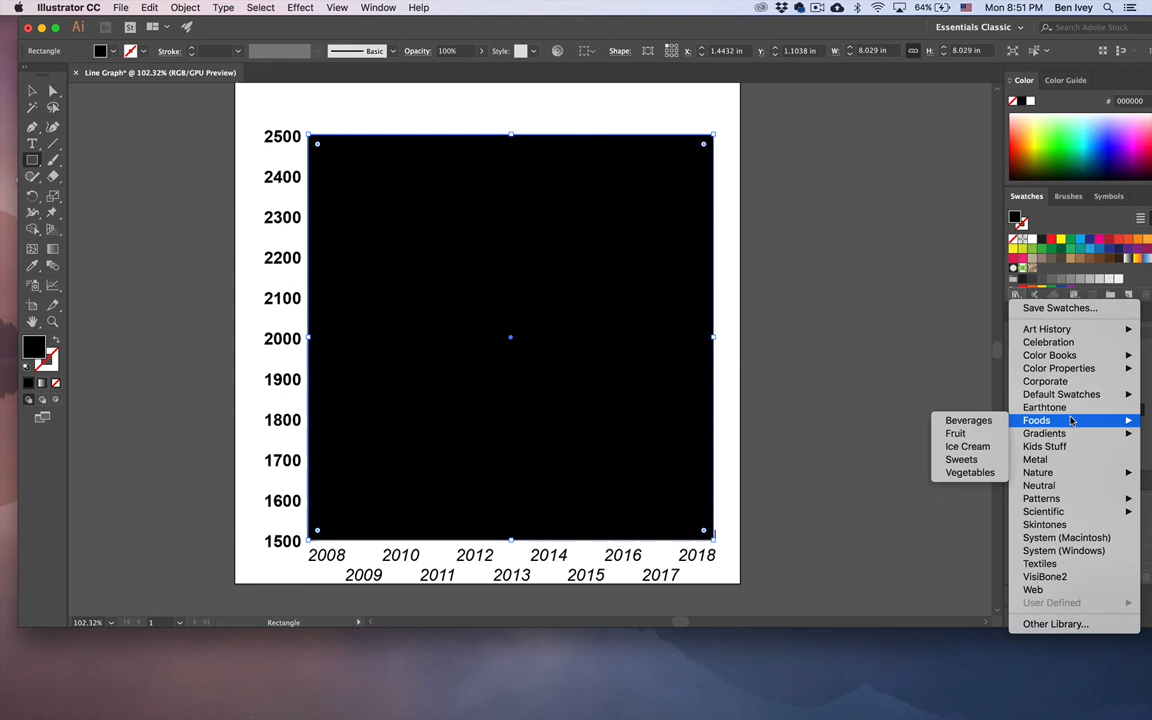 Illustrator CC File Edit Object Type Select Effect View Window Help
64% Mon 8:51 PM Ben Ivey
Ai Br St Essentials Classic Search Adobe Stock
Rectangle Stroke: Basic Opacity: 100% Style: Shape: X: 1.4432 in Y: 1.1038 in W: 8.029 in H: 8.029 in
× Line Graph* @ 102.32% (RGB/GPU Preview)
Color Color Guide
# 000000
Swatches Brushes Symbols
2500
2400
2300
2200
2100
2000
1900
1800
1700
1600
1500
2008 2010 2012 2014 2016 2018
2009 2011 2013 2015 2017
Save Swatches...
Art History
Celebration
Color Books
Color Properties
Corporate
Default Swatches
Earthtone
Foods
Gradients
Kids Stuff
Metal
Nature
Neutral
Patterns
Scientific
Skintones
System (Macintosh)
System (Windows)
Textiles
VisiBone2
Web
User Defined
Other Library...
Beverages
Fruit
Ice Cream
Sweets
Vegetables
102.32% 1 Rectangle